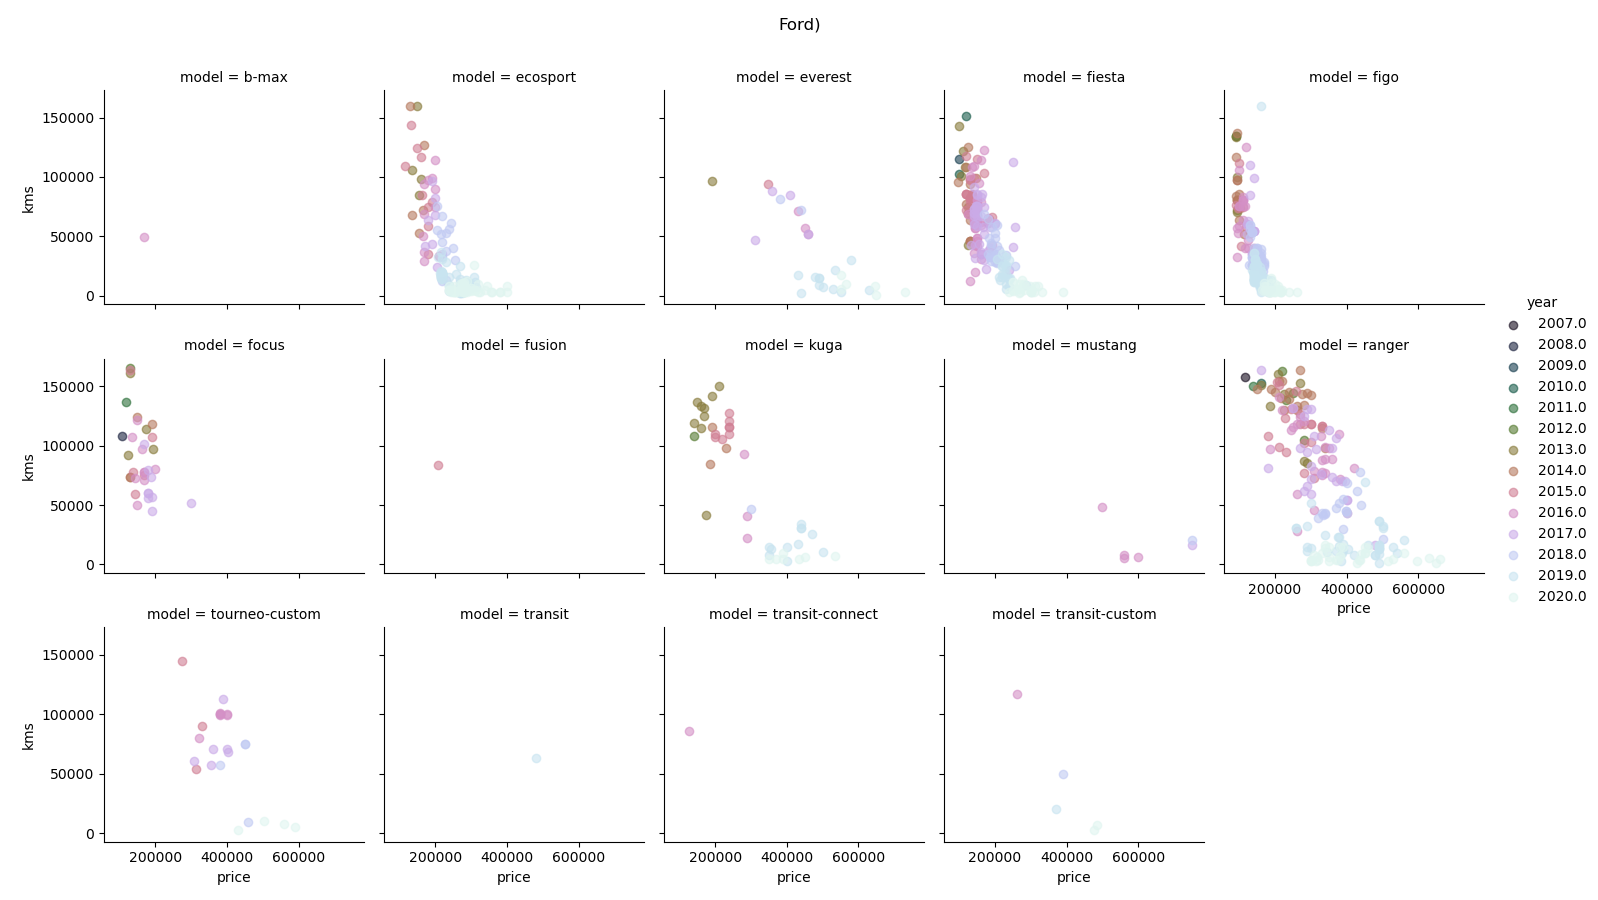 Ford)
model = b-max
model = ecosport
model = everest
model = fiesta
model = figo
kms
150000
100000
50000
0
model = focus
model = fusion
model = kuga
model = mustang
model = ranger
kms
150000
100000
50000
0
200000 400000 600000
price
model = tourneo-custom
model = transit
model = transit-connect
model = transit-custom
kms
150000
100000
50000
0
200000 400000 600000
price
200000 400000 600000
price
200000 400000 600000
price
200000 400000 600000
price
year
2007.0
2008.0
2009.0
2010.0
2011.0
2012.0
2013.0
2014.0
2015.0
2016.0
2017.0
2018.0
2019.0
2020.0